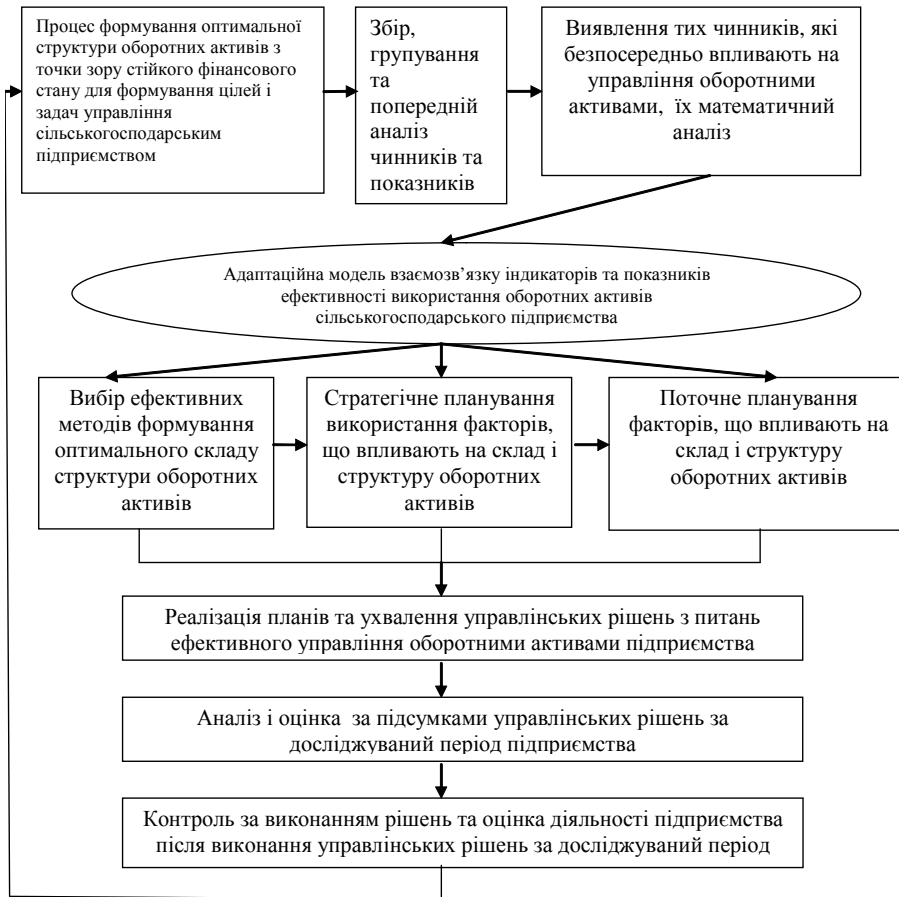 Процес формування оптимальної
структури оборотних активів з
точки зору стійкого фінансового
стану для формування цілей і
задач управління
сільськогосподарським
підприємством
Збір,
групування
та
попередній
аналіз
чинників та
показників
Виявлення тих чинників, які
безпосередньо впливають на
управління оборотними
активами, їх математичний
аналіз
Адаптаційна модель взаємозв’язку індикаторів та показників
ефективності використання оборотних активів
сільськогосподарського підприємства
Вибір ефективних
методів формування
оптимального складу
структури оборотних
активів
Стратегічне планування
використання факторів,
що впливають на склад і
структуру оборотних
активів
Поточне планування
факторів, що впливають на
склад і структуру
оборотних активів
Реалізація планів та ухвалення управлінських рішень з питань
ефективного управління оборотними активами підприємства
Аналіз і оцінка за підсумками управлінських рішень за
досліджуваний період підприємства
Контроль за виконанням рішень та оцінка діяльності підприємства
після виконання управлінських рішень за досліджуваний період